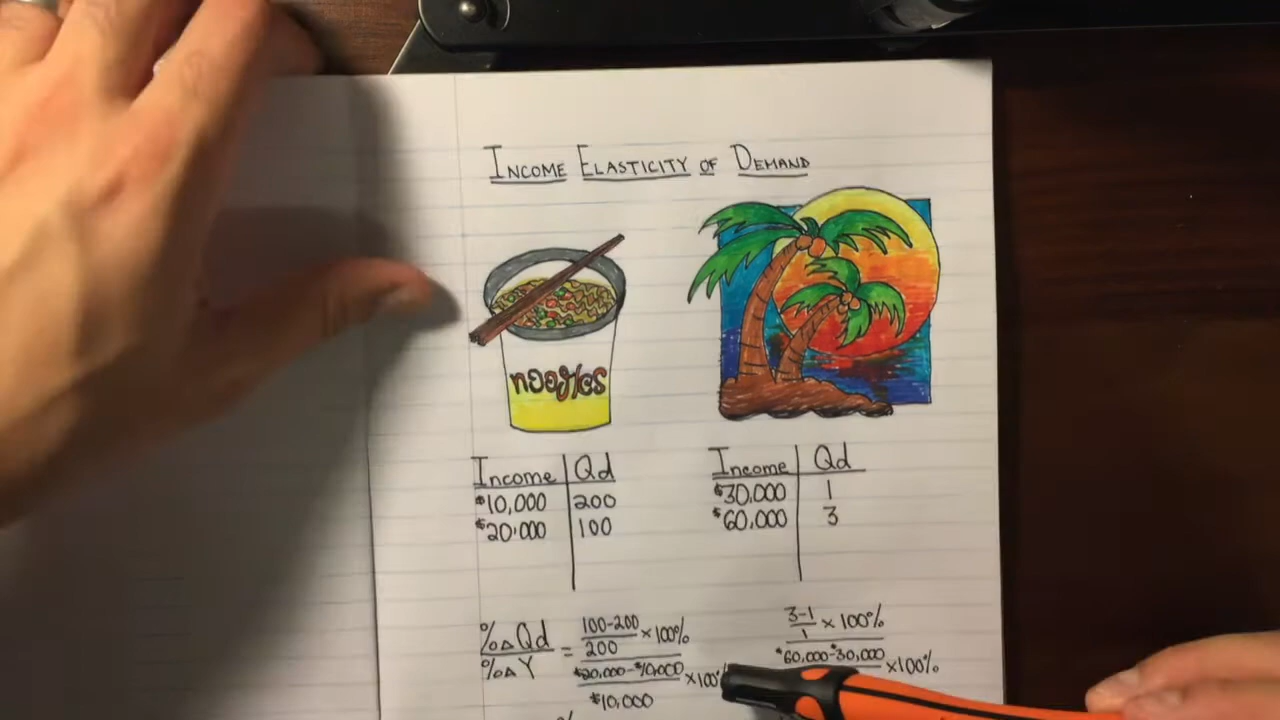 INCOME ELASTICITY OF DEMAND
noodles
Income Qd
$10,000 200
$20,000 100
Income Qd
$30,000 1
$60,000 3
%ΔQd
%ΔY
=
100-200
200
×100%
$20,000-$10,000
$10,000
×100%
3-1
1
×100%
$60,000-$30,000
×100%